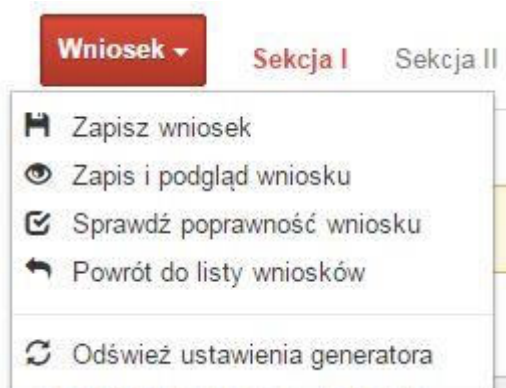 Wniosek Sekcja I Sekcja II
Zapisz wniosek
Zapis i podgląd wniosku
Sprawdź poprawność wniosku
Powrót do listy wniosków
Odśwież ustawienia generatora